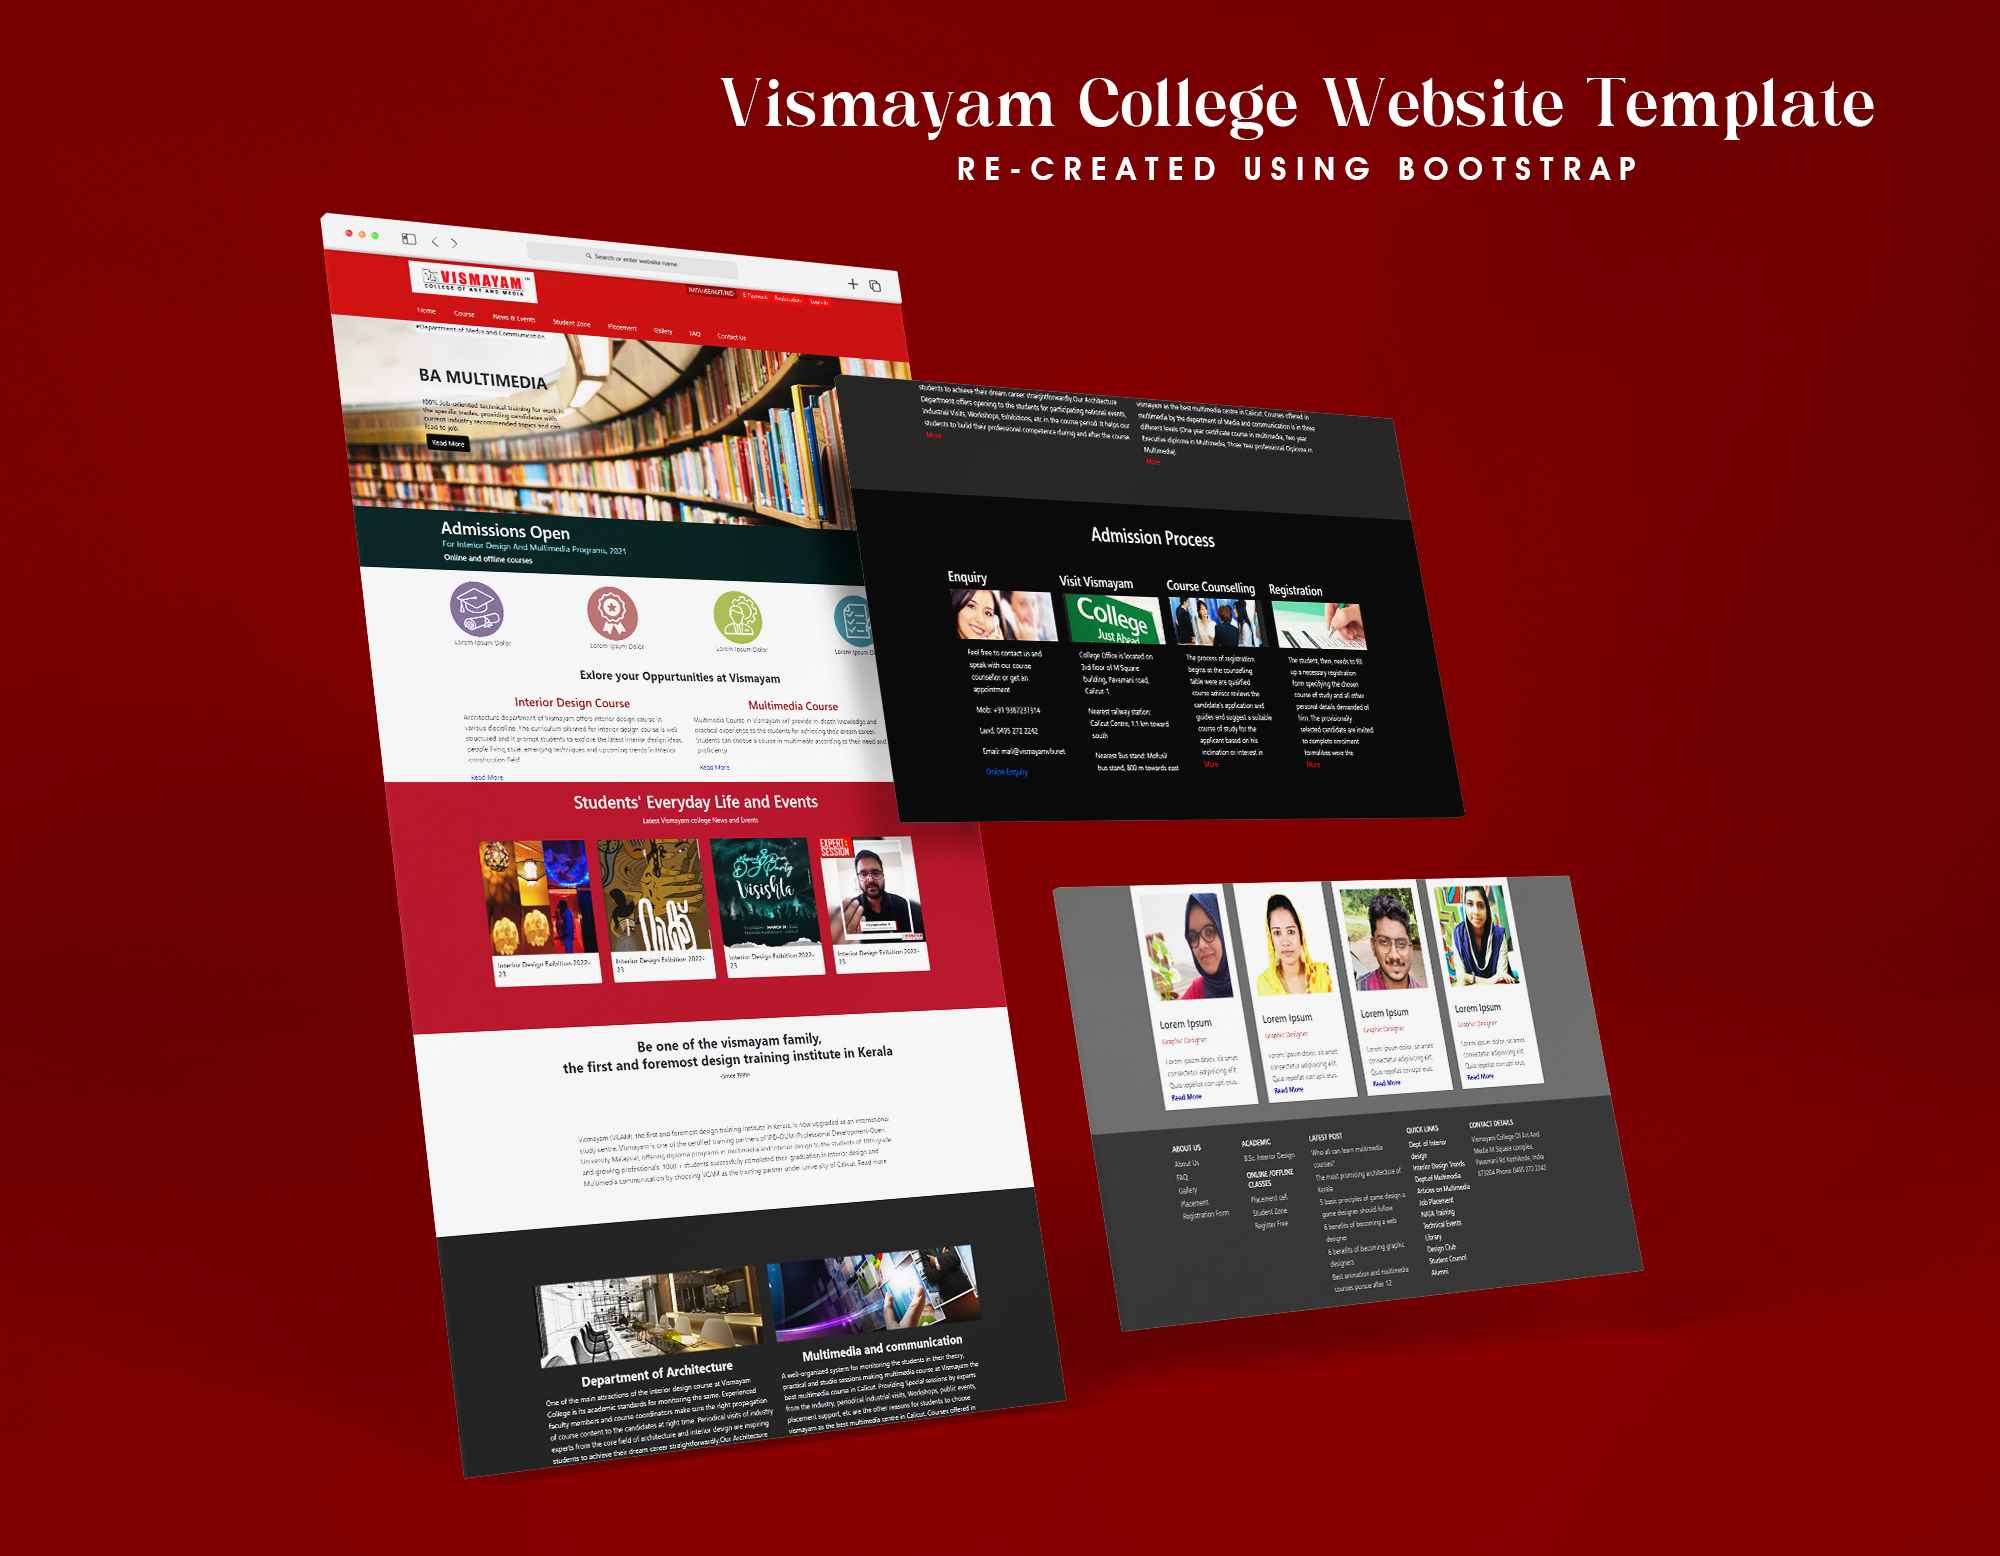 Vismayam College Website Template
RE-CREATED USING BOOTSTRAP
Search or enter website name
VISMAYAM
COLLEGE OF ART AND MEDIA
E-Payment
Registration
Home
Course
News & Events
Student Zone
Placement
Gallery
FAQ
Contact Us
•Department of Media and Communication
BA MULTIMEDIA
100% Job oriented technical training for work in
the specific trades, providing candidates with
current industry recommended topics and can
lead to job.
Read More
Admissions Open
For Interior Design And Multimedia Programs, 2021
Online and offline courses
Lorem Ipsum Dolor
Lorem Ipsum Dolor
Lorem Ipsum Dolor
Lorem Ipsum
Exlore your Oppurtunities at Vismayam
Interior Design Course
Architecture department of Vismayam offers interior design course in
various discipline. The curriculum planned for interior design course is well
structured and it prompt students to explore the latest interior design ideas,
people living style, emerging techniques and upcoming trends in interior
construction field!
Read More
Multimedia Course
Multimedia Course in Vismayam will provide in depth knowledge and
practical experience to the students for achieving their dream career.
Students can choose a course in multimedia according to their need and
proficiency.
Read More
Students' Everyday Life and Events
Latest Vismayam college News and Events
Interior Design Exibition 2022-
23
Interior Design Exibition 2022-
23
DJ Party
Visishta
Interior Design Exibition 2022-
23
EXPERT
SESSION
Interior Design Exibition 2022-
23
Be one of the vismayam family,
the first and foremost design training institute in Kerala
Vismayam (VCAM), the first and foremost design training institute in Kerala, is now upgraded as an international
study centre. Vismayam is one of the certified training partners of IPD-OUM (Professional Development-Open
University Malaysia), offering diploma programs in multimedia and interior design to the students of 10th grade
and growing professionals. 1000 + students successfully completed their graduation in interior design and
Multimedia communication by choosing VCAM as the training partner under university of Calicut. Read more
Department of Architecture
One of the main attractions of the interior design course at Vismayam
College is its academic standards for monitoring the same. Experienced
faculty members and course coordinators make sure the right propagation
of course content to the candidates at right time. Periodical visits of industry
experts from the core field of architecture and interior design are inspiring
students to achieve their dream career straightforwardly.Our Architecture
Multimedia and communication
A well-organized system for monitoring the students in their theory,
practical and studio sessions making multimedia course at Vismayam the
best multimedia course in Calicut. Providing Special sessions by experts
from the industry, periodical industrial visits, Workshops, public events,
placement support, etc are the other reasons for students to choose
vismayam as the best multimedia centre in Calicut. Courses offered in
students to achieve their dream career straightforwardly.Our Architecture
Department offers opening to the students for participating national events,
Industrial Visits, Workshops, Exhibitions, etc in the course period. It helps our
students to build their professional competence during and after the course.
More
vismayam as the best multimedia centre in Calicut. Courses offered in
multimedia by the department of Media and communication is in three
different levels (One year certificate course in multimedia, Two year
Executive diploma in Multimedia, Three Year professional Diploma in
Multimedia).
More
Admission Process
Enquiry
Feel free to contact us and
speak with our course
counsellor or get an
appointment
Mob: +91 9387231314
Land: 0495 272 2242
Online Enquiry
Visit Vismayam
College
Just Ahead
College Office is located on
3rd floor of M Square
building, Pavamani road,
Calicut-1.
Nearest railway station:
Calicut Centre, 1.1 km toward
south
Nearest Bus stand: Mofusil
bus stand, 800 m towards east
Course Counselling
The process of registration
begins at the counselling
table were are qualified
course advisor reviews the
candidate's application and
guides and suggest a suitable
course of study for the
applicant based on his
inclination or interest in
More
Registration
The student, then, needs to fill
up a necessary registration
form specifying the chosen
course of study and all other
personal details demanded of
him. The provisionally
selected candidate are invited
to complete enrolment
formalities were the
More
Lorem Ipsum
Graphic Designer
Lorem ipsum dolor, sit amet
consectetur adipisicing elit.
Quia repellat corrupti eius.
Read More
Lorem Ipsum
Graphic Designer
Lorem ipsum dolor, sit amet
consectetur adipisicing elit.
Quia repellat corrupti eius.
Read More
Lorem Ipsum
Graphic Designer
Lorem ipsum dolor, sit amet
consectetur adipisicing elit.
Quia repellat corrupti eius.
Read More
Lorem Ipsum
Graphic Designer
Lorem ipsum dolor, sit amet
consectetur adipisicing elit.
Quia repellat corrupti eius.
Read More
ABOUT US
About Us
FAQ
Gallery
Placement
Registration Form
ACADEMIC
B.Sc. Interior Design
ONLINE /OFFLINE
CLASSES
Placement cell
Student Zone
Register Free
LATEST POST
Who all can learn multimedia
courses?
The most promising architecture of
Kerala
5 basic principles of game design a
game designer should follow
6 benefits of becoming a web
designer
6 benefits of becoming graphic
designers
Best animation and multimedia
courses pursue after 12
QUICK LINKS
Dept. of Interior
design
Interior Design Trends
Dept.of Multimedia
Articles on Multimedia
Job Placement
NATA Training
Technical Events
Library
Design Club
Student Council
Alumni
CONTACT DETAILS
Vismayam College Of Art And
Media M Square complex,
Pavamani Rd Kozhikode, India
673004 Phone: 0495 272 2242